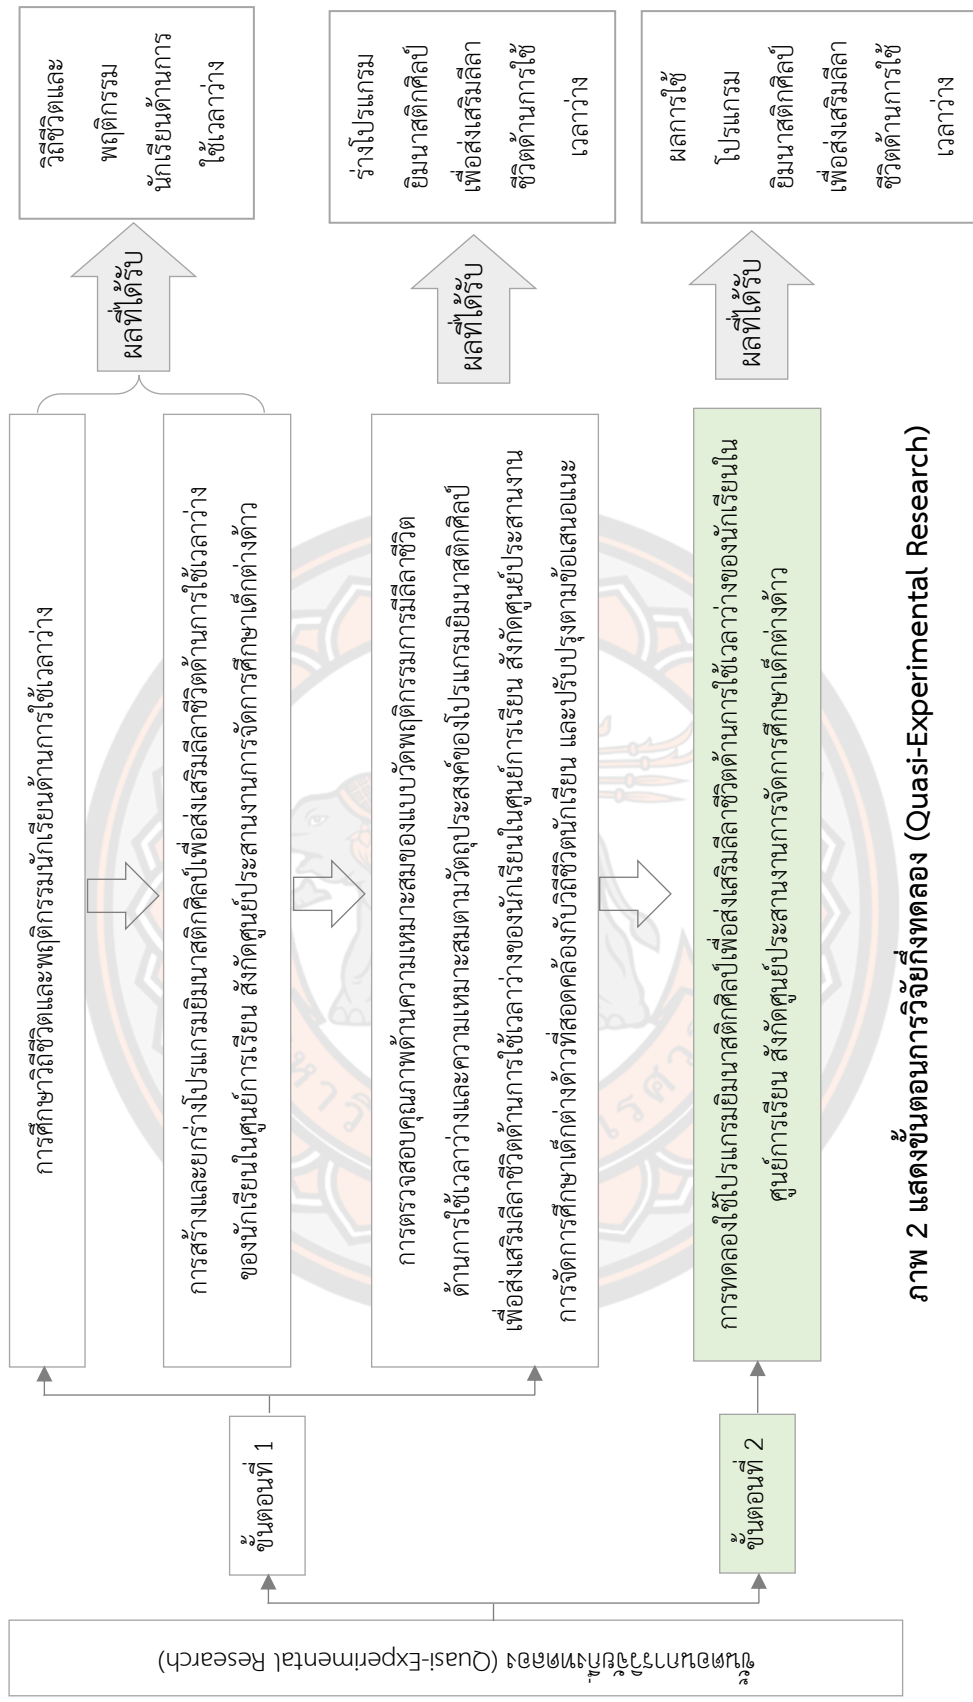 ขั้นตอนการวิจัยกึ่งทดลอง (Quasi-Experimental Research)
ขั้นตอนที่ 1
การศึกษาวิถีชีวิตและพฤติกรรมนักเรียนด้านการใช้เวลาว่าง
การสร้างและยกร่างโปรแกรมยิมนาสติกศิลป์เพื่อส่งเสริมลีลาชีวิตด้านการใช้เวลาว่าง
ของนักเรียนในศูนย์การเรียน สังกัดศูนย์ประสานงานการจัดการศึกษาเด็กต่างด้าว
ผลที่ได้รับ
วิถีชีวิตและ
พฤติกรรม
นักเรียนด้านการ
ใช้เวลาว่าง
การตรวจสอบคุณภาพด้านความเหมาะสมของแบบวัดพฤติกรรมการมีลีลาชีวิต
ด้านการใช้เวลาว่างและความเหมาะสมตามวัตถุประสงค์ของโปรแกรมยิมนาสติกศิลป์
เพื่อส่งเสริมลีลาชีวิตด้านการใช้เวลาว่างของนักเรียนในศูนย์การเรียน สังกัดศูนย์ประสานงาน
การจัดการศึกษาเด็กต่างด้าวที่สอดคล้องกับวิถีชีวิตนักเรียน และปรับปรุงตามข้อเสนอแนะ
ผลที่ได้รับ
ร่างโปรแกรม
ยิมนาสติกศิลป์
เพื่อส่งเสริมลีลา
ชีวิตด้านการใช้
เวลาว่าง
ขั้นตอนที่ 2
การทดลองใช้โปรแกรมยิมนาสติกศิลป์เพื่อส่งเสริมลีลาชีวิตด้านการใช้เวลาว่างของนักเรียนใน
ศูนย์การเรียน สังกัดศูนย์ประสานงานการจัดการศึกษาเด็กต่างด้าว
ผลที่ได้รับ
ผลการใช้
โปรแกรม
ยิมนาสติกศิลป์
เพื่อส่งเสริมลีลา
ชีวิตด้านการใช้
เวลาว่าง
ภาพ 2 แสดงขั้นตอนการวิจัยกึ่งทดลอง (Quasi-Experimental Research)